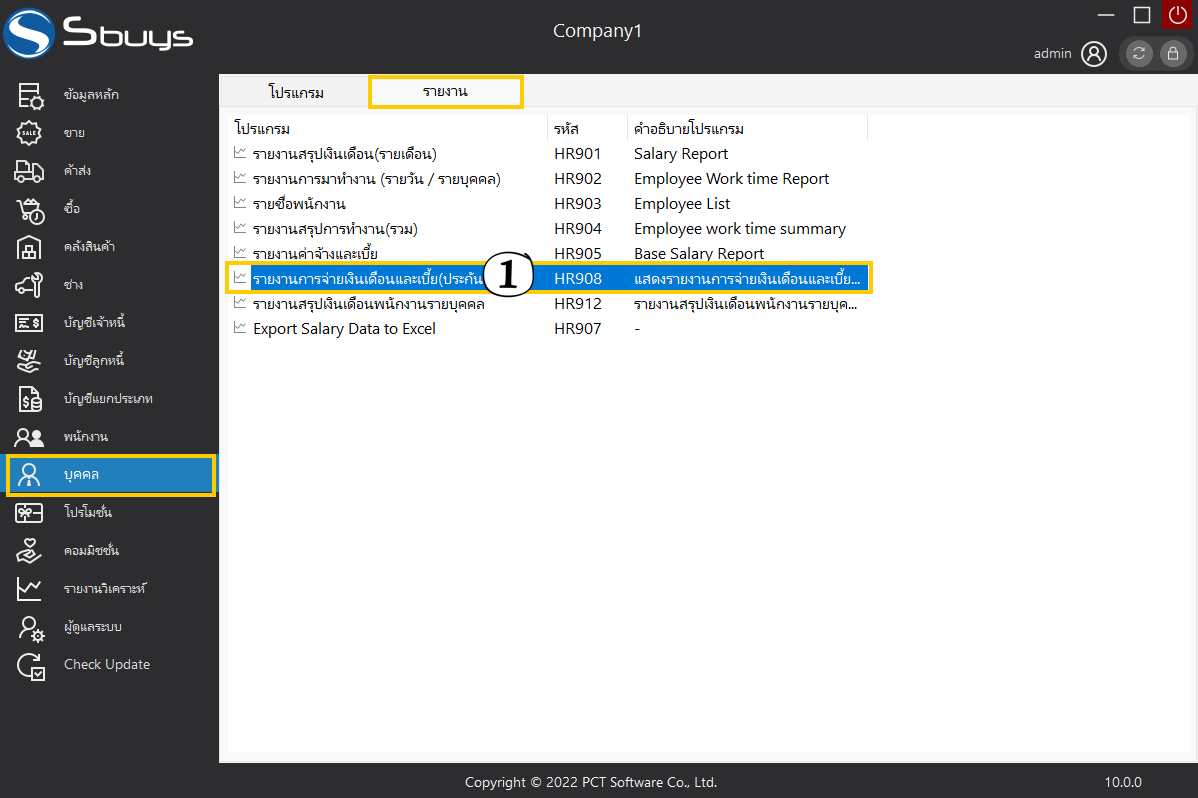 Sbuys
Company1
admin
ข้อมูลหลัก
ขาย
ค้าส่ง
ซื้อ
คลังสินค้า
ช่าง
บัญชีเจ้าหนี้
บัญชีลูกหนี้
บัญชีแยกประเภท
พนักงาน
บุคคล
โปรโมชั่น
คอมมิชชั่น
รายงานวิเคราะห์
ผู้ดูแลระบบ
Check Update
โปรแกรม รายงาน
โปรแกรม รหัส คำอธิบายโปรแกรม
รายงานสรุปเงินเดือน(รายเดือน) HR901 Salary Report
รายงานการมาทำงาน (รายวัน / รายบุคคล) HR902 Employee Work time Report
รายชื่อพนักงาน HR903 Employee List
รายงานสรุปการทำงาน(รวม) HR904 Employee work time summary
รายงานค่าจ้างและเบี้ย HR905 Base Salary Report
รายงานการจ่ายเงินเดือนและเบี้ย(ประกัน 1 HR908 แสดงรายงานการจ่ายเงินเดือนและเบี้ย...
รายงานสรุปเงินเดือนพนักงานรายบุคคล HR912 รายงานสรุปเงินเดือนพนักงานรายบุค...
Export Salary Data to Excel HR907 -
Copyright © 2022 PCT Software Co., Ltd. 10.0.0